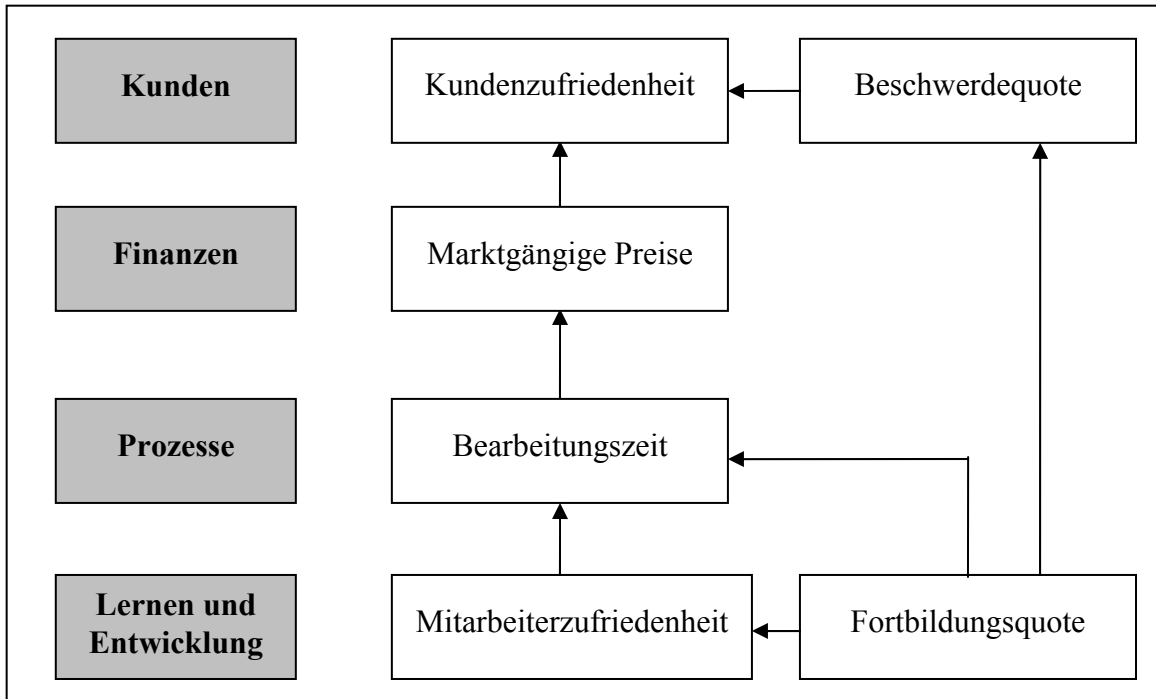 Kunden
Kundenzufriedenheit
Beschwerdequote
Finanzen
Marktgängige Preise
Prozesse
Bearbeitungszeit
Lernen und
Entwicklung
Mitarbeiterzufriedenheit
Fortbildungsquote